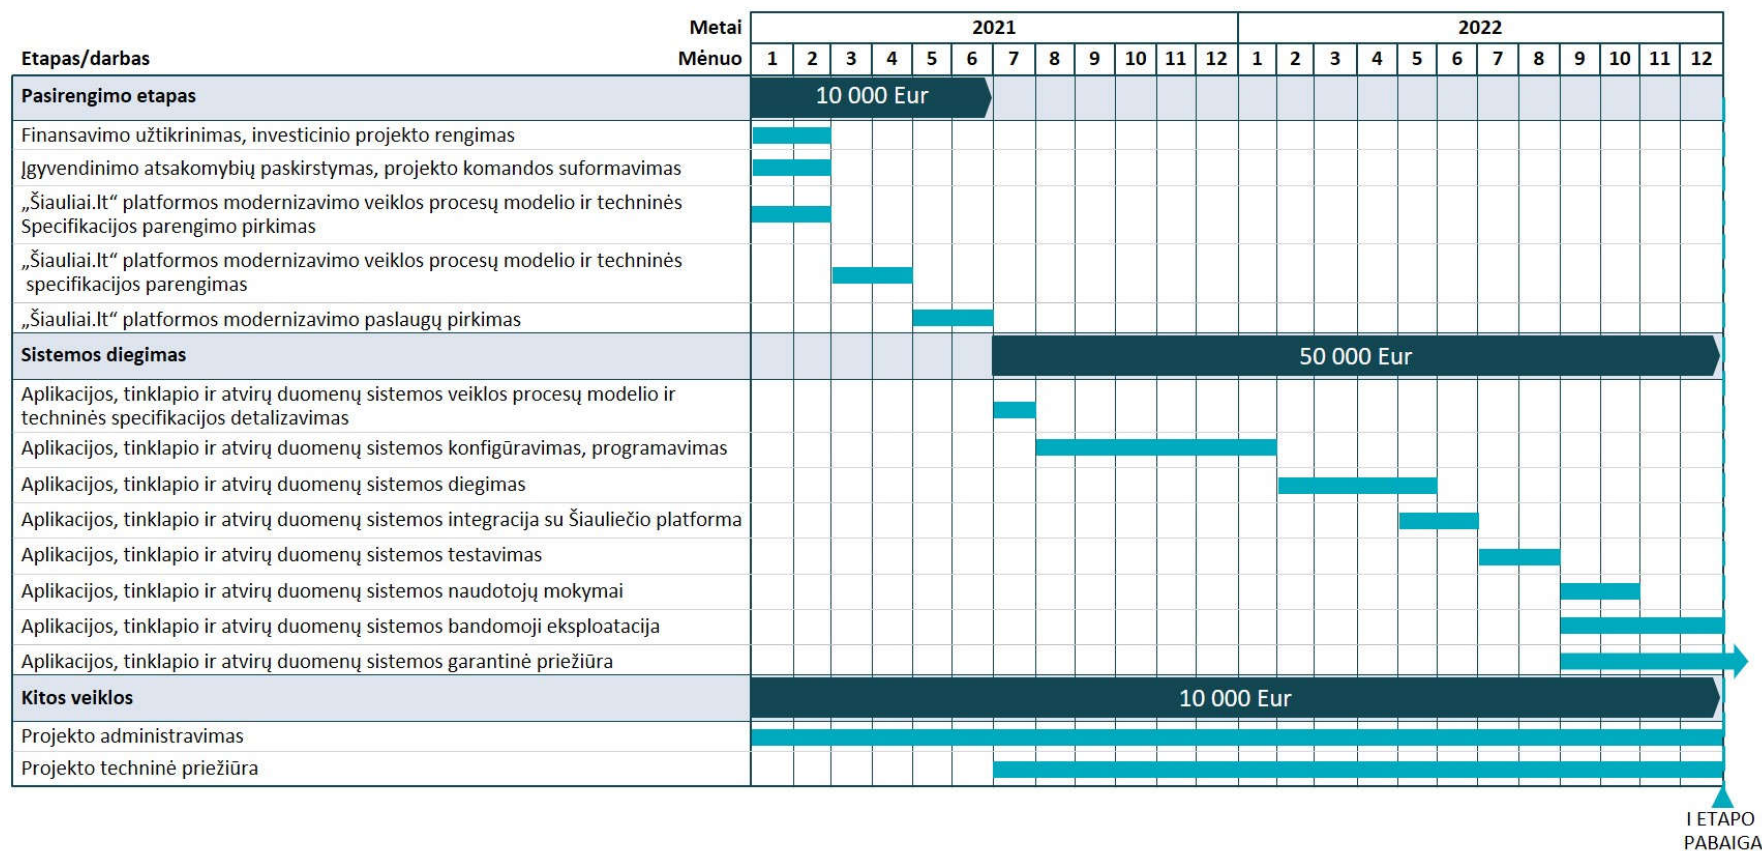 Metai 2021 2022
Etapas/darbas Mėnuo 1 2 3 4 5 6 7 8 9 10 11 12 1 2 3 4 5 6 7 8 9 10 11 12
Pasirengimo etapas 10 000 Eur
Finansavimo užtikrinimas, investicinio projekto rengimas
Įgyvendinimo atsakomybių paskirstymas, projekto komandos suformavimas
„Šiauliai.lt“ platformos modernizavimo veiklos procesų modelio ir techninės
Specifikacijos parengimo pirkimas
„Šiauliai.lt“ platformos modernizavimo veiklos procesų modelio ir techninės
specifikacijos parengimas
„Šiauliai.lt“ platformos modernizavimo paslaugų pirkimas
Sistemos diegimas 50 000 Eur
Aplikacijos, tinklapio ir atvirų duomenų sistemos veiklos procesų modelio ir
techninės specifikacijos detalizavimas
Aplikacijos, tinklapio ir atvirų duomenų sistemos konfigūravimas, programavimas
Aplikacijos, tinklapio ir atvirų duomenų sistemos diegimas
Aplikacijos, tinklapio ir atvirų duomenų sistemos integracija su Šiauliečio platforma
Aplikacijos, tinklapio ir atvirų duomenų sistemos testavimas
Aplikacijos, tinklapio ir atvirų duomenų sistemos naudotojų mokymai
Aplikacijos, tinklapio ir atvirų duomenų sistemos bandomoji eksploatacija
Aplikacijos, tinklapio ir atvirų duomenų sistemos garantinė priežiūra
Kitos veiklos 10 000 Eur
Projekto administravimas
Projekto techninė priežiūra
I ETAPO
PABAIGA